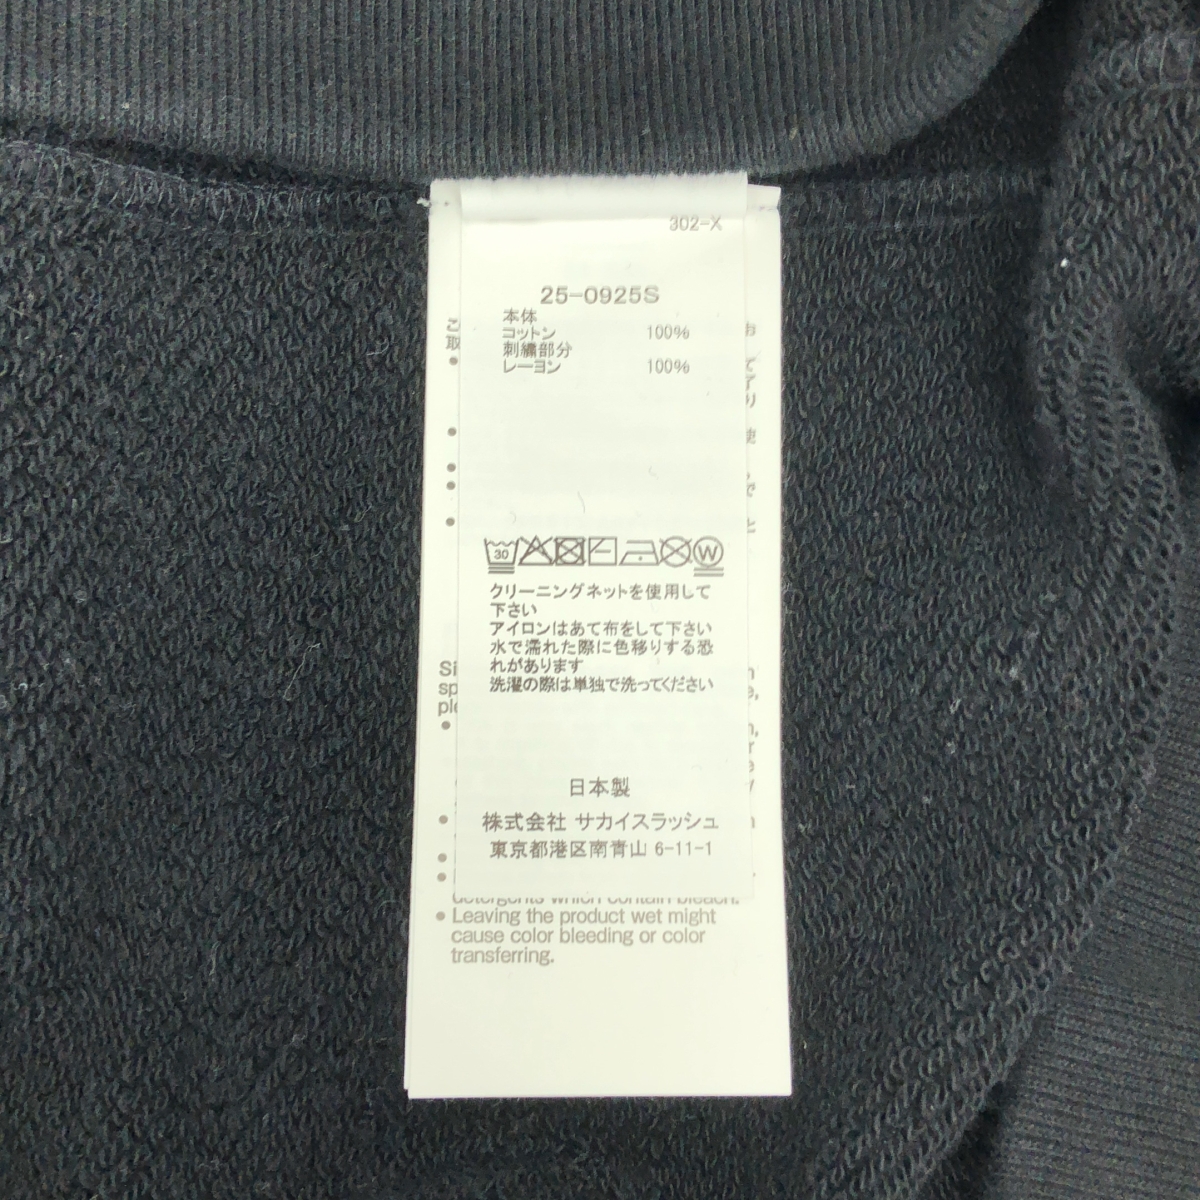 302-X
25-0925S
本体
コットン 100%
刺繍部分
レーヨン 100%
30
W
クリーニングネットを使用して
下さい
アイロンはあて布をして下さい
水で濡れた際に色移りする恐
れがあります
洗濯の際は単独で洗ってください
日本製
株式会社 サカイスラッシュ
東京都港区南青山 6-11-1
detergents which contain bleach.
• Leaving the product wet might
cause color bleeding or color
transferring.